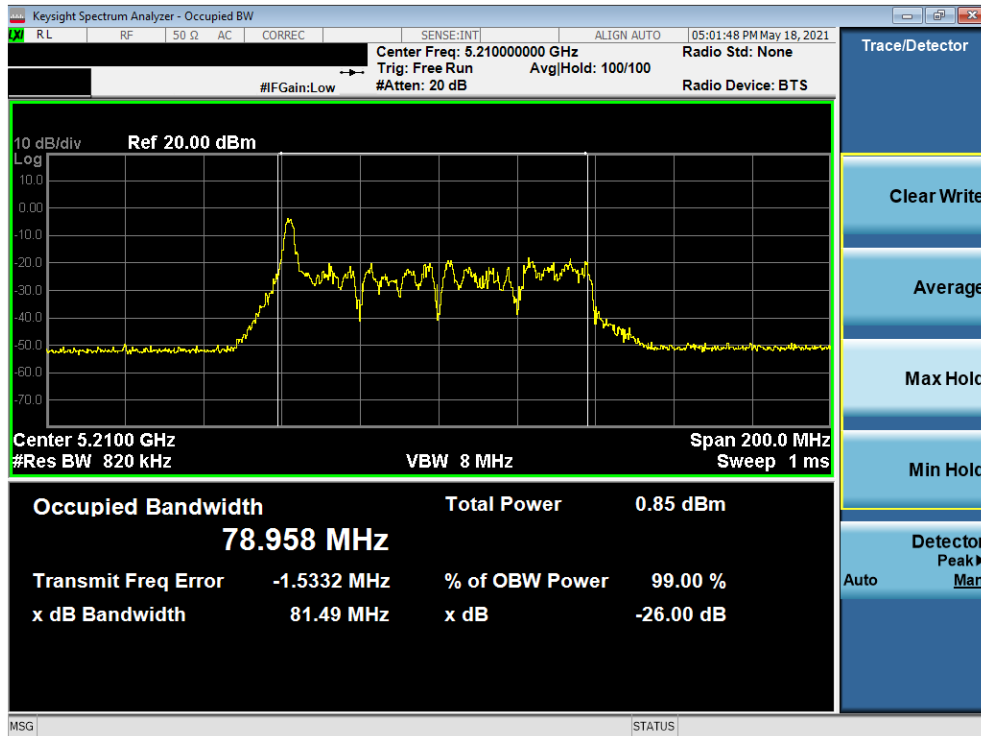 Keysight Spectrum Analyzer - Occupied BW
LXI RL RF 50 Ω AC CORREC SENSE:INT ALIGN AUTO 05:01:48 PM May 18, 2021
Center Freq: 5.210000000 GHz Radio Std: None
Trig: Free Run Avg|Hold: 100/100
#IFGain:Low #Atten: 20 dB Radio Device: BTS
Trace/Detector
10 dB/div Ref 20.00 dBm
Log
10.0
0.00
-10.0
-20.0
-30.0
-40.0
-50.0
-60.0
-70.0
Center 5.2100 GHz Span 200.0 MHz
#Res BW 820 kHz VBW 8 MHz Sweep 1 ms
Occupied Bandwidth Total Power 0.85 dBm
78.958 MHz
Transmit Freq Error -1.5332 MHz % of OBW Power 99.00 %
x dB Bandwidth 81.49 MHz x dB -26.00 dB
Clear Write
Average
Max Hold
Min Hold
Detector
Peak
Auto Man
MSG STATUS